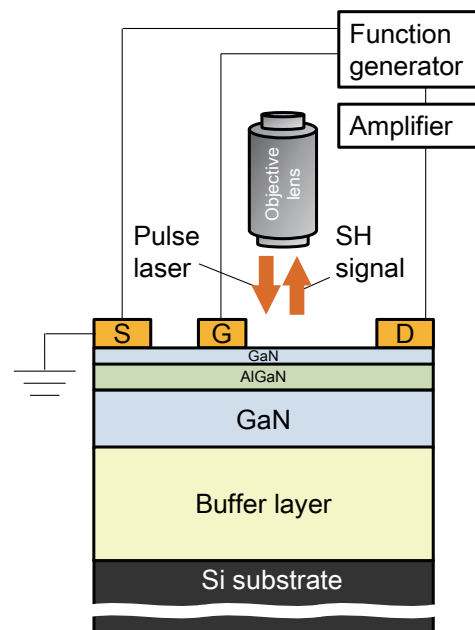 Function
generator
Amplifier
Objective
lens
Pulse
laser
SH
signal
S
G
D
GaN
AlGaN
GaN
Buffer layer
Si substrate